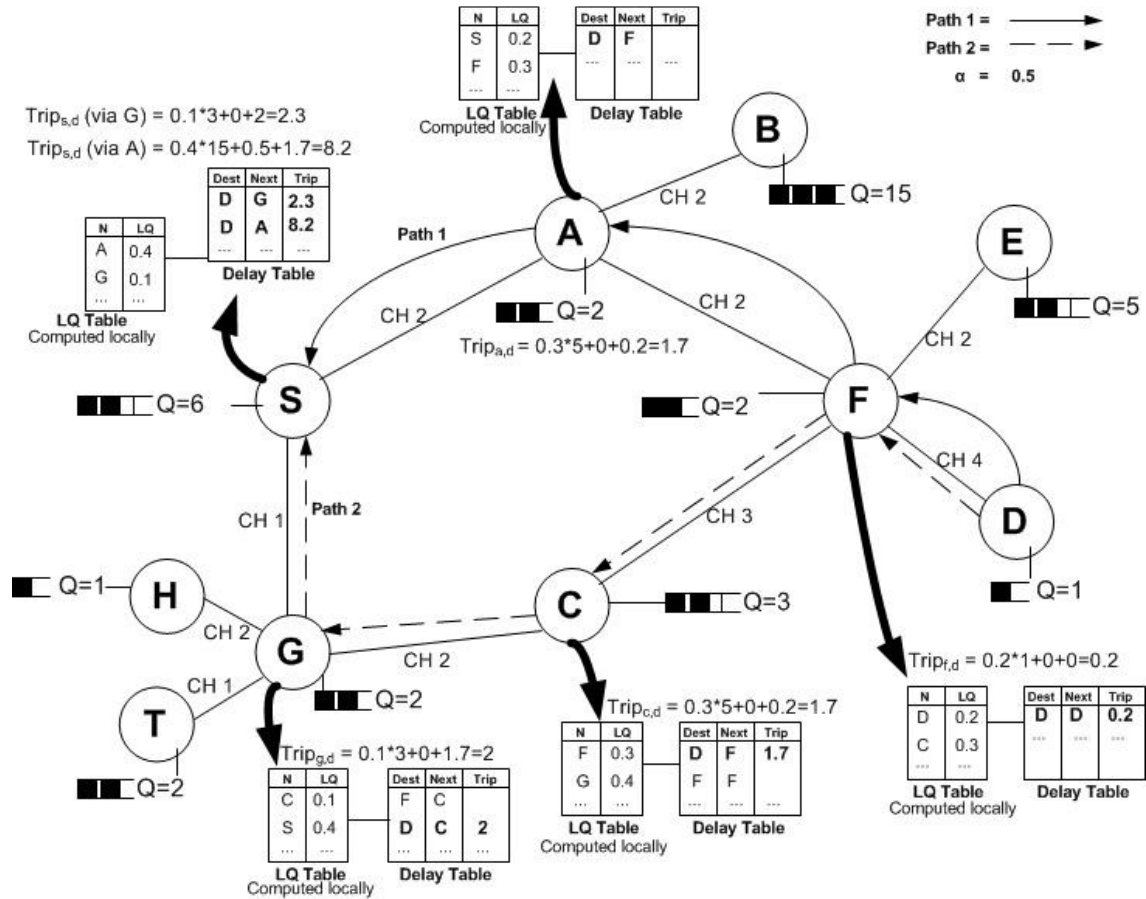 N LQ
S 0.2
F 0.3
... ...
LQ Table
Computed locally
Dest Next Trip
D F
... ... ...
Delay Table
Path 1 =
Path 2 =
α = 0.5
Trips,d (via G) = 0.1*3+0+2=2.3
Trips,d (via A) = 0.4*15+0.5+1.7=8.2
Dest Next Trip
D G 2.3
D A 8.2
... ... ...
Delay Table
N LQ
A 0.4
G 0.1
... ...
LQ Table
Computed locally
B
Q=15
CH 2
A
Q=2
Tripa,d = 0.3*5+0+0.2=1.7
Path 1
CH 2
CH 2
E
Q=5
CH 2
S
Q=6
F
Q=2
CH 4
D
Q=1
CH 3
CH 1
Path 2
H
Q=1
CH 2
C
Q=3
G
Q=2
CH 2
CH 1
T
Q=2
Tripf,d = 0.2*1+0+0=0.2
N LQ
D 0.2
C 0.3
... ...
LQ Table
Computed locally
Dest Next Trip
D D 0.2
... ... ...
Delay Table
Tripc,d = 0.3*5+0+0.2=1.7
N LQ
F 0.3
G 0.4
... ...
LQ Table
Computed locally
Dest Next Trip
D F 1.7
F F
... ...
Delay Table
Tripg,d = 0.1*3+0+1.7=2
N LQ
C 0.1
S 0.4
... ...
LQ Table
Computed locally
Dest Next Trip
F C
D C 2
... ... ...
Delay Table